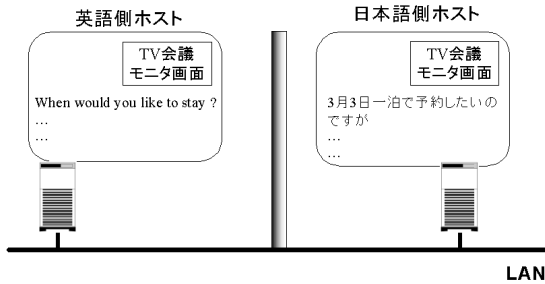 英語側ホスト
TV会議
モニタ画面
When would you like to stay ?
…
…
日本語側ホスト
TV会議
モニタ画面
3月3日一泊で予約したいの
ですが
…
…
LAN